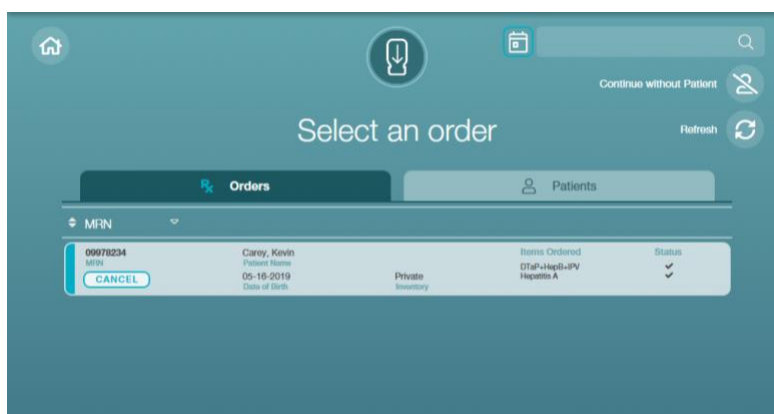 Continue without Patient
Select an order
Refresh
Rx Orders
Patients
MRN
09978234
MRN
CANCEL
Carey, Kevin
Patient Name
05-16-2019
Date of Birth
Private
Inventory
Items Ordered
DTaP+HepB+IPV
Hepatitis A
Status